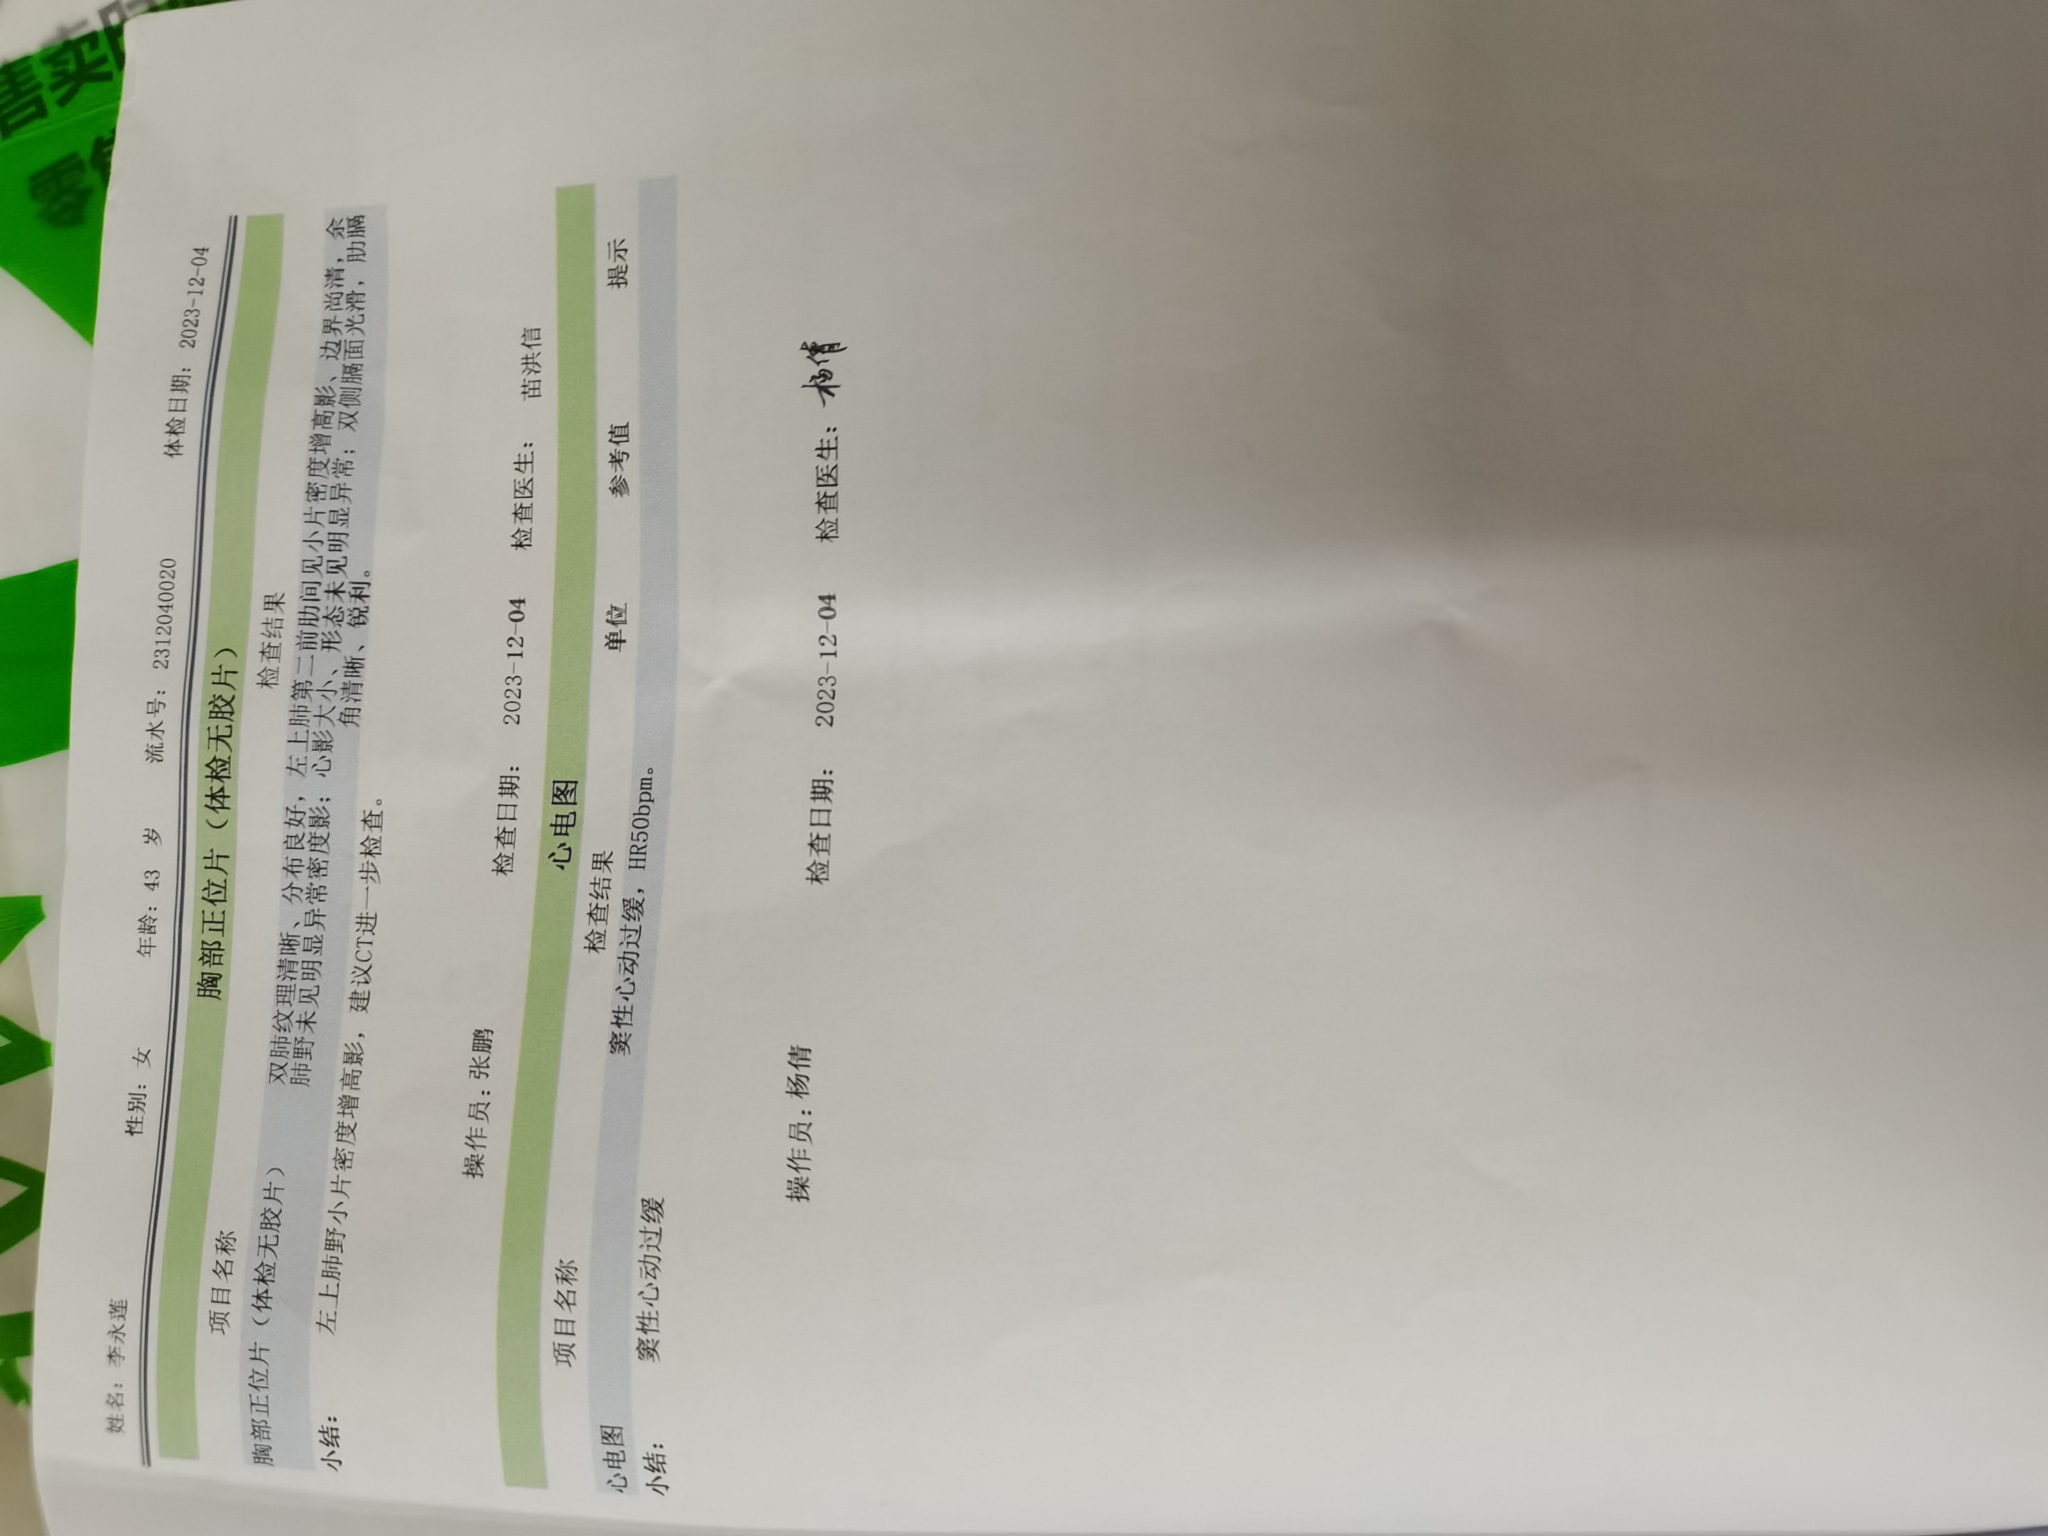 售卖
零售
姓名：李永莲 性别：女 年龄：43 岁 流水号：2312040020 体检日期：2023-12-04
胸部正位片（体检无胶片）
项目名称 检查结果
胸部正位片（体检无胶片） 双肺纹理清晰、分布良好，左上肺第二前肋间见小片密度增高影、边界尚清，余
肺野未见明显异常密度影；心影大小、形态未见明显异常；双侧膈面光滑，肋膈
角清晰、锐利。
小结： 左上肺野小片密度增高影，建议CT进一步检查。
操作员：张鹏 检查日期： 2023-12-04 检查医生： 苗洪信
心电图
项目名称 检查结果 单位 参考值 提示
心电图 窦性心动过缓，HR50bpm。
小结： 窦性心动过缓
操作员：杨倩 检查日期： 2023-12-04 检查医生： 杨倩